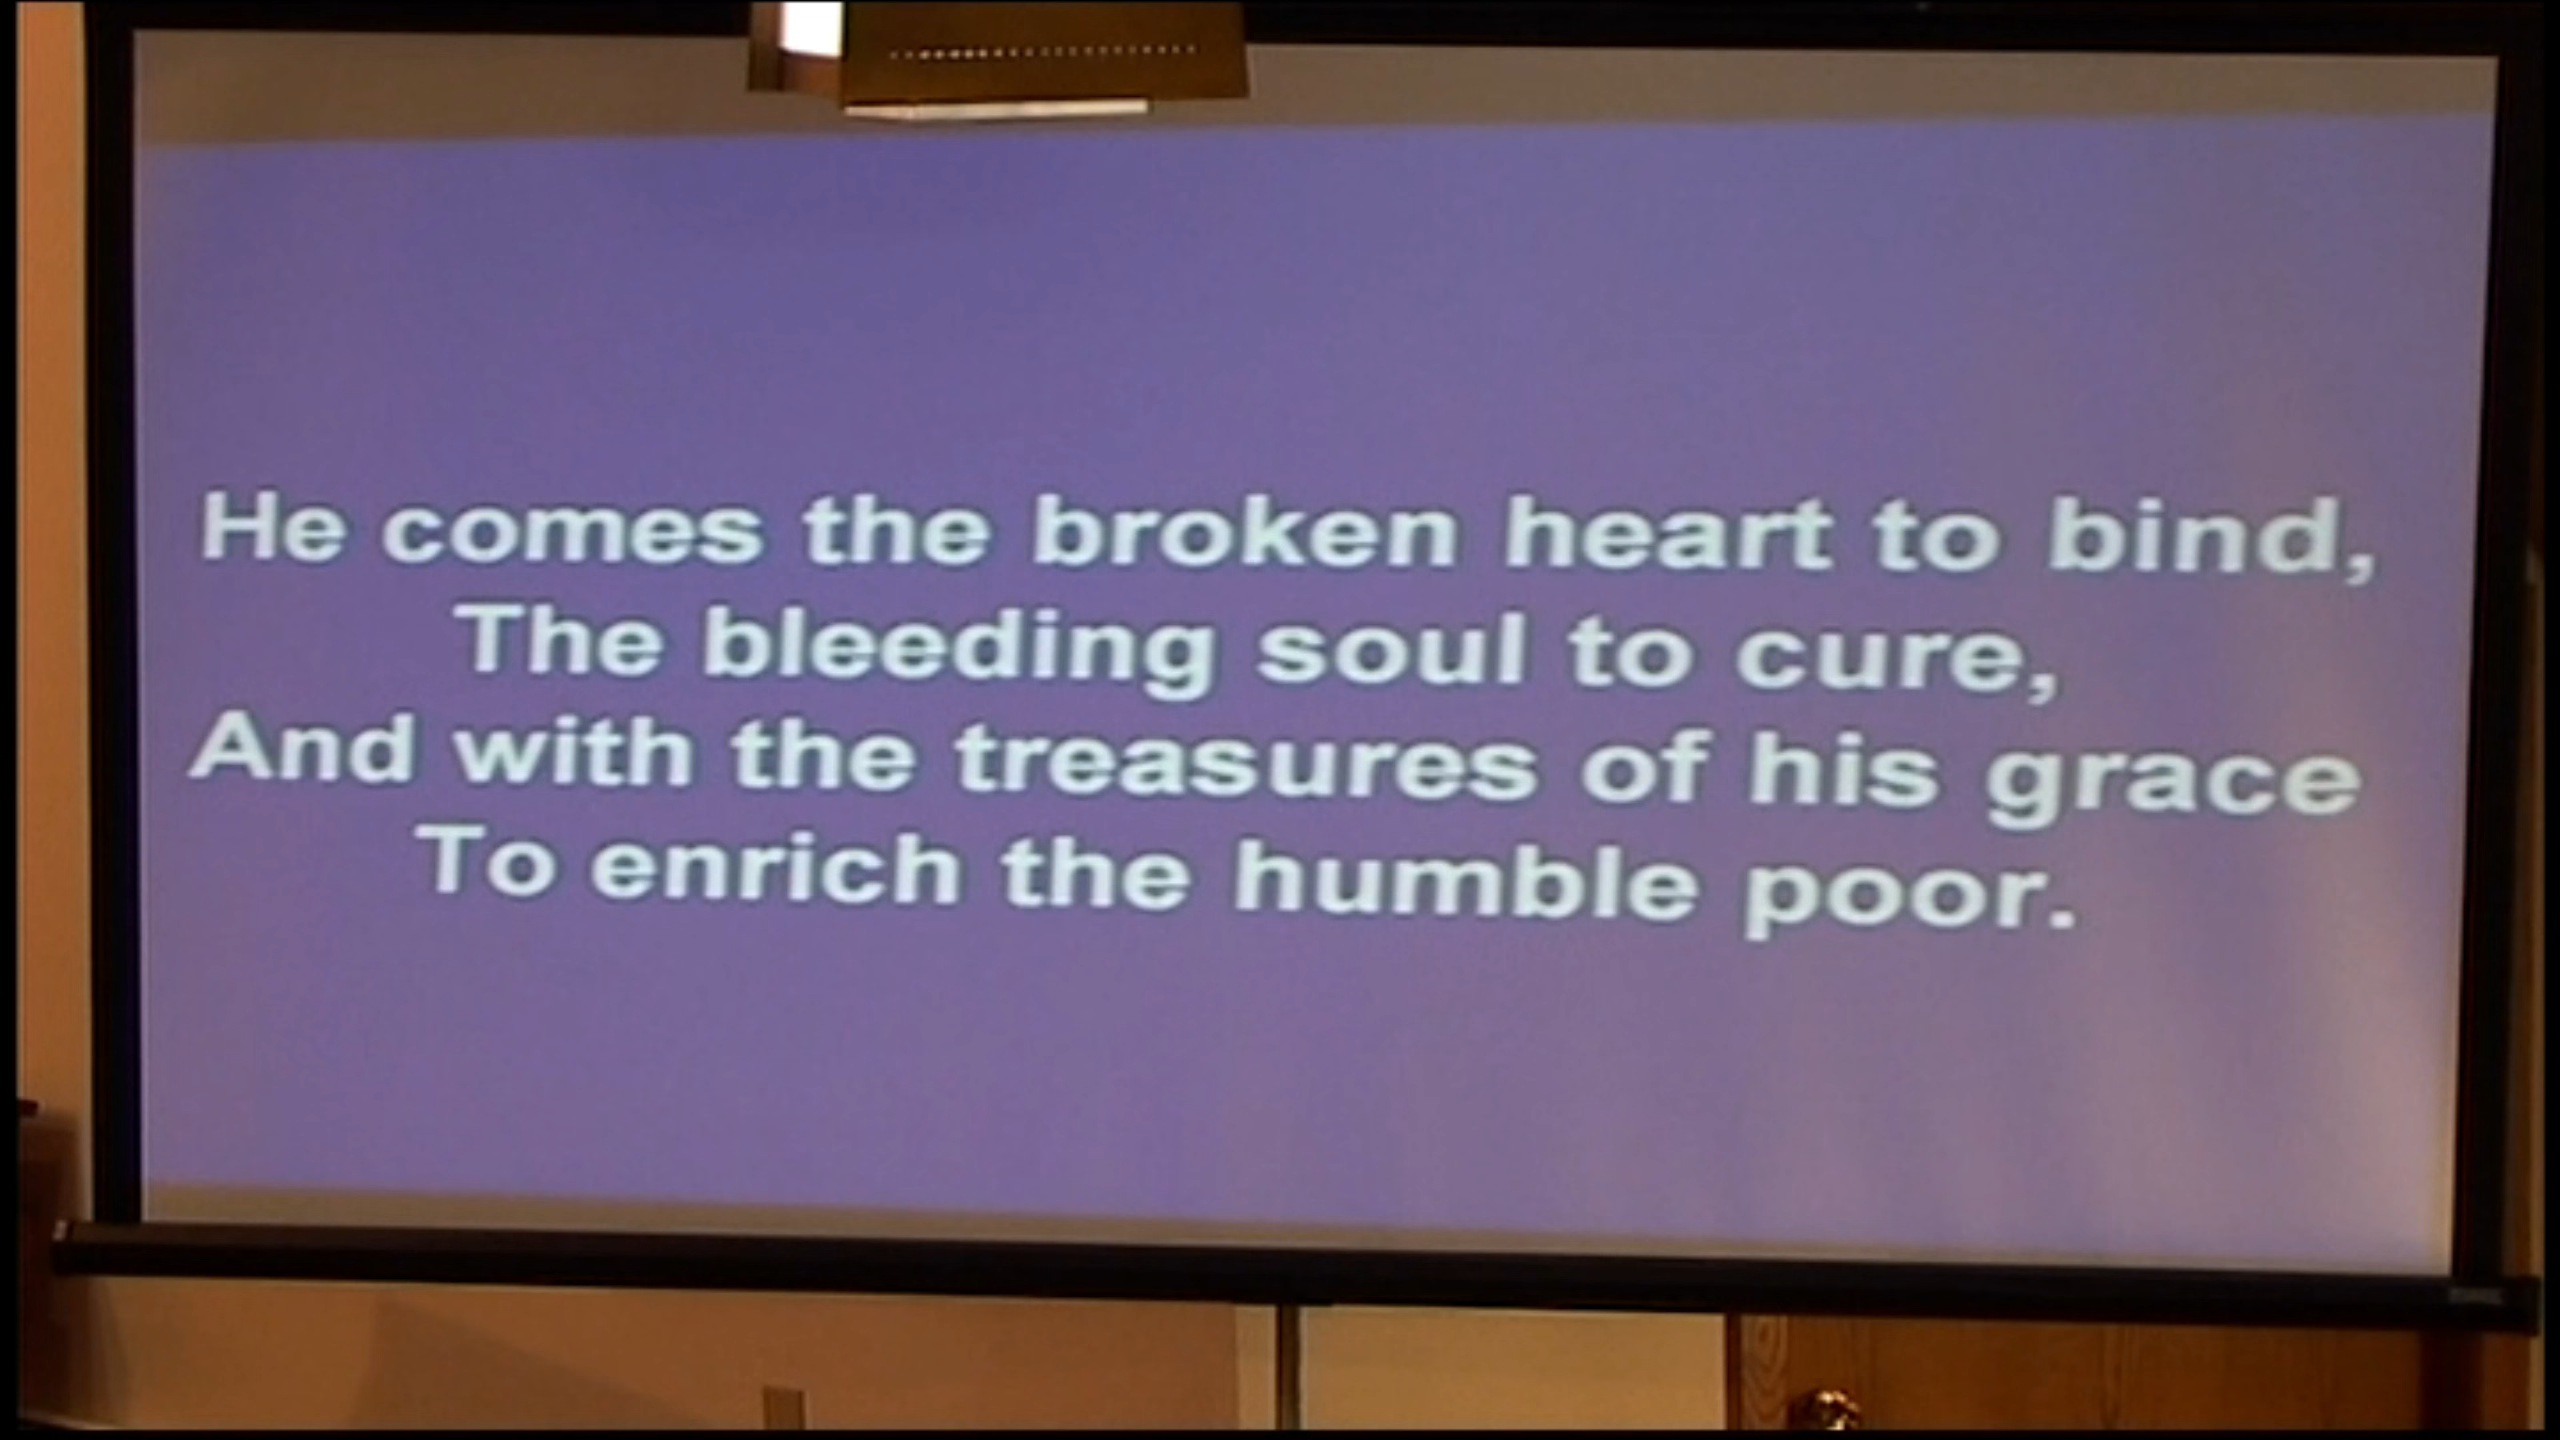 He comes the broken heart to bind,
The bleeding soul to cure,
And with the treasures of his grace
To enrich the humble poor.